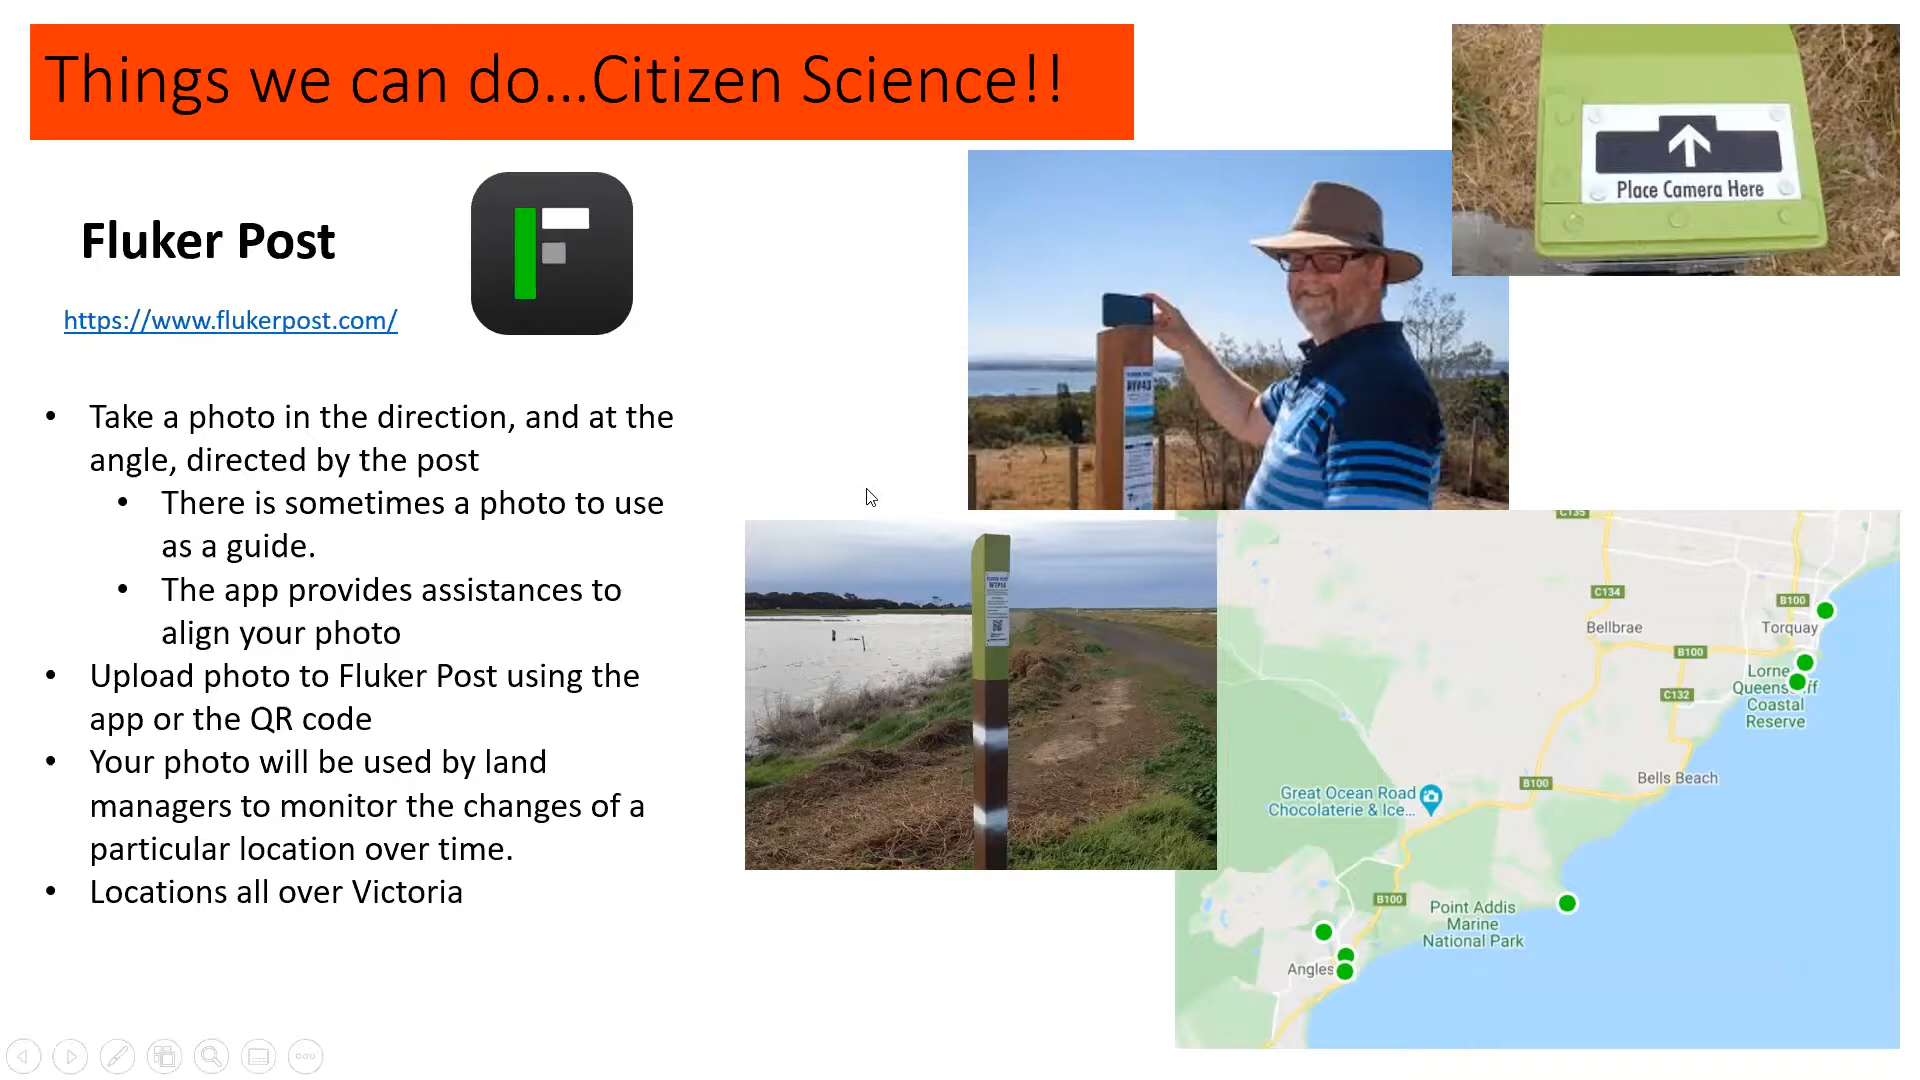 Things we can do...Citizen Science!!
Fluker Post
https://www.flukerpost.com/
• Take a photo in the direction, and at the
angle, directed by the post
• There is sometimes a photo to use
as a guide.
• The app provides assistances to
align your photo
• Upload photo to Fluker Post using the
app or the QR code
• Your photo will be used by land
managers to monitor the changes of a
particular location over time.
• Locations all over Victoria
Place Camera Here
FLUKER POST
C135
C134
B100
Bellbrae
Torquay
B100
Lorne
C132
Coastal
Reserve
Bells Beach
B100
Great Ocean Road
Chocolaterie & Ice...
B100
Point Addis
Marine
National Park
Angles